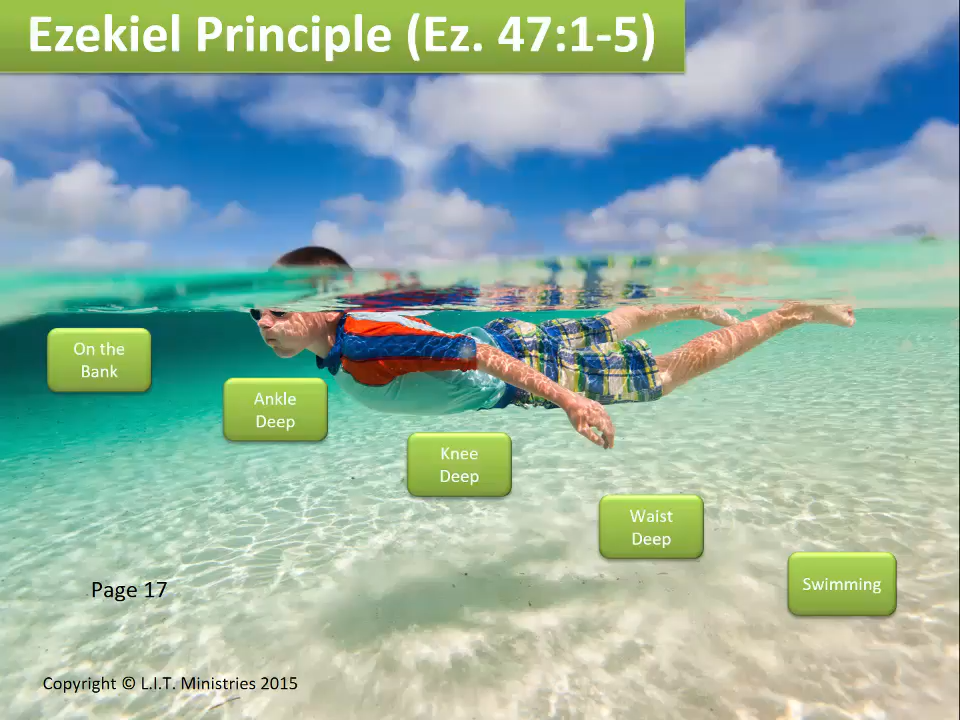 Ezekiel Principle (Ez. 47:1-5)
On the
Bank
Ankle
Deep
Knee
Deep
Waist
Deep
Swimming
Page 17
Copyright © L.I.T. Ministries 2015